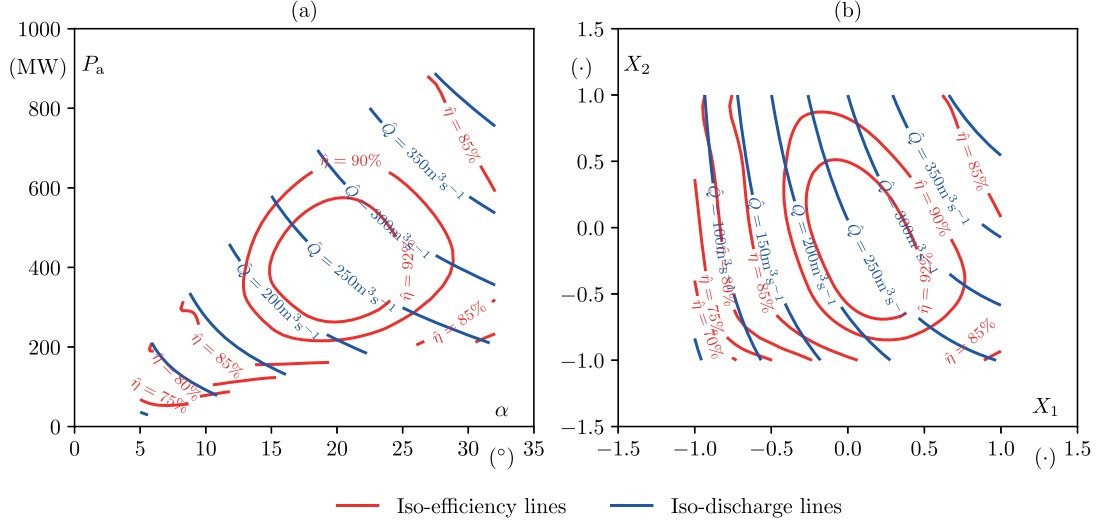 (a)
1000
(MW)
P_a
800
600
400
200
0
0
5
10
15
20
25
30
35
α
(°)
η̂ = 85%
η̂ = 90%
Q̂ = 350m³s−1
Q̂ = 300m³s−1
η̂ = 92%
Q̂ = 250m³s−1
Q̂ = 200m³s−1
η̂ = 85%
η̂ = 85%
η̂ = 80%
η̂ = 75%
(b)
1.5
(·)
X_2
1.0
0.5
0.0
−0.5
−1.0
−1.5
−1.5
−1.0
−0.5
0.0
0.5
1.0
1.5
X_1
(·)
η̂ = 85%
Q̂ = 350m³s−1
η̂ = 90%
Q̂ = 300m³s−1
η̂ = 92%
Q̂ = 250m³s−1
Q̂ = 200m³s−1
Q̂ = 150m³s−1
Q̂ = 100m³s−1
η̂ = 80%
η̂ = 85%
η̂ = 75%
η̂ = 70%
η̂ = 85%
Iso-efficiency lines
Iso-discharge lines